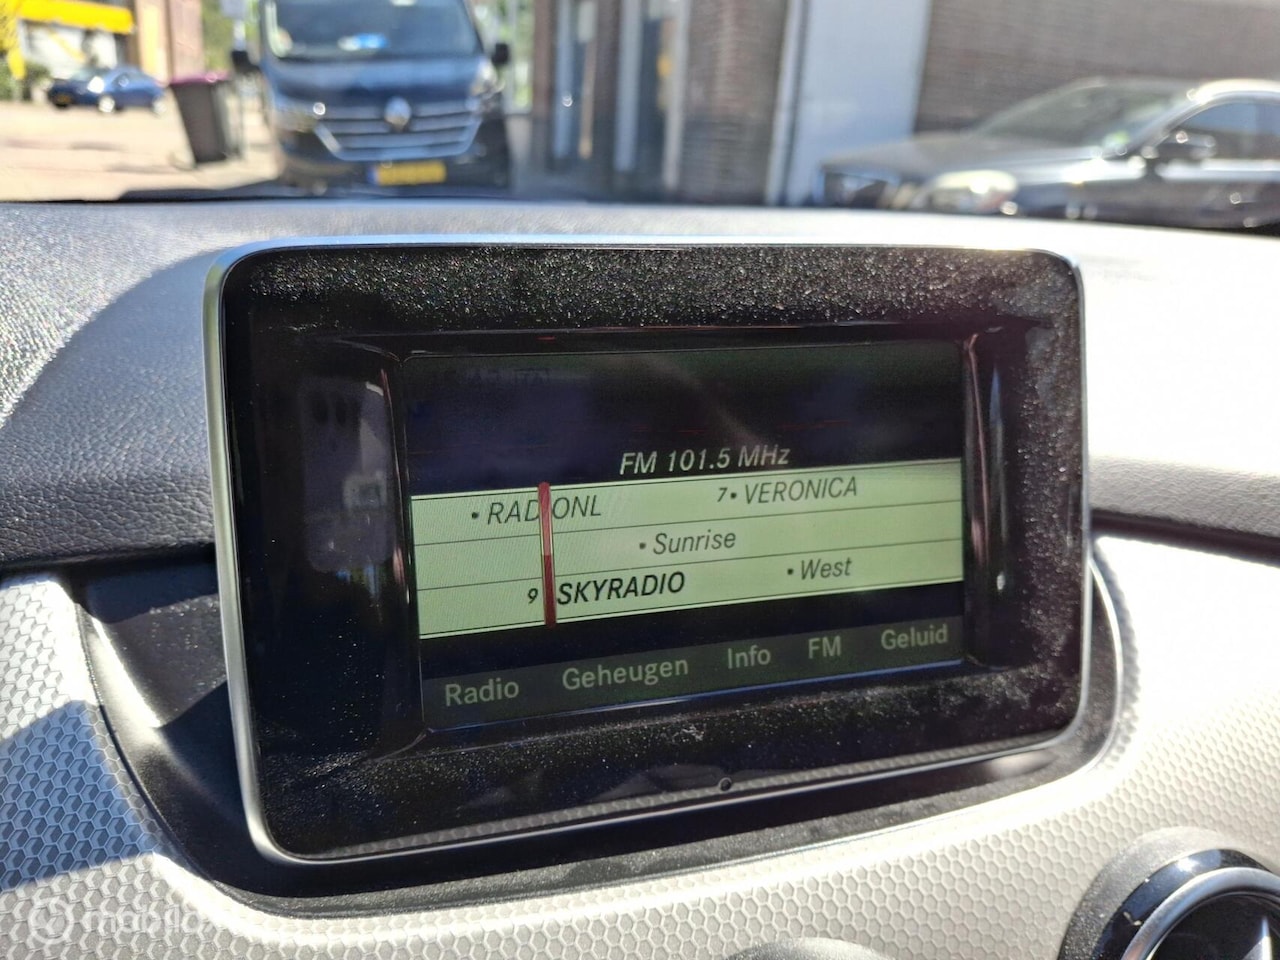 FM 101.5 MHz
• RADIONL
7• VERONICA
• Sunrise
9 SKYRADIO
• West
Radio Geheugen Info FM Geluid